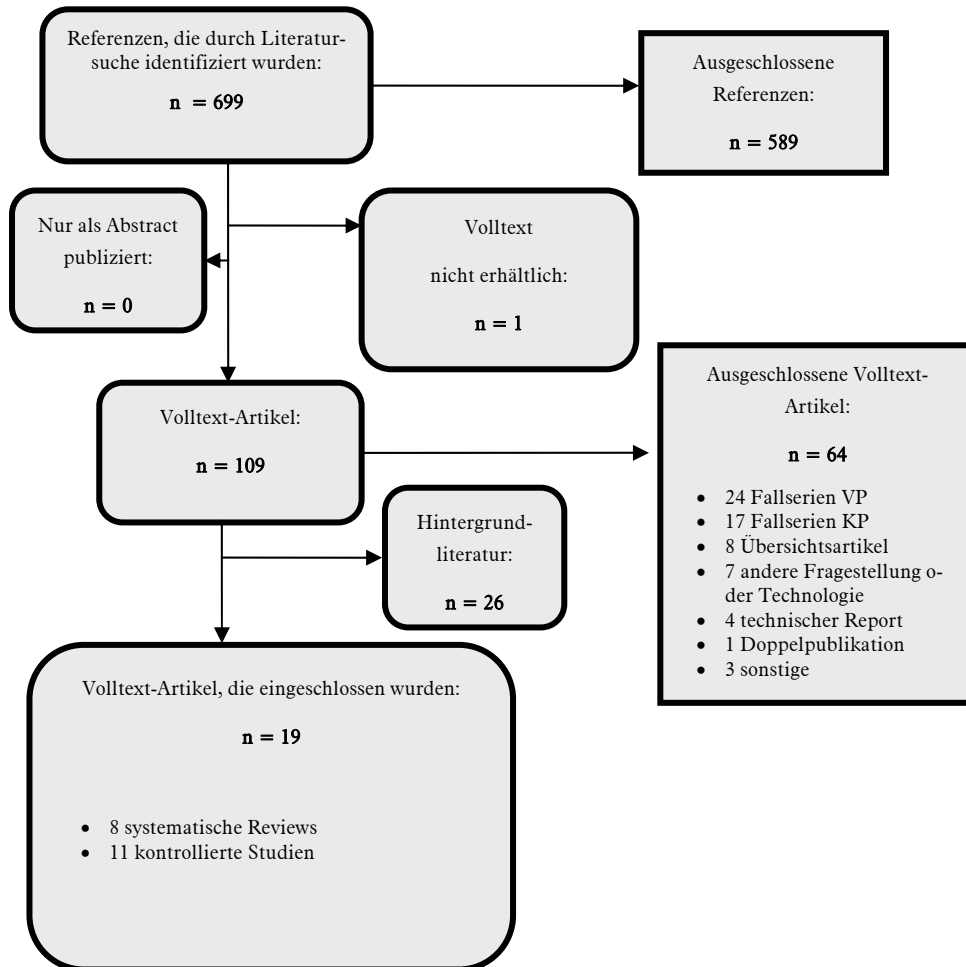 Referenzen, die durch Literatur-
suche identifiziert wurden:
n = 699
Ausgeschlossene
Referenzen:
n = 589
Nur als Abstract
publiziert:
n = 0
Volltext
nicht erhältlich:
n = 1
Volltext-Artikel:
n = 109
Ausgeschlossene Volltext-
Artikel:
n = 64
• 24 Fallserien VP
• 17 Fallserien KP
• 8 Übersichtsartikel
• 7 andere Fragestellung o-
der Technologie
• 4 technischer Report
• 1 Doppelpublikation
• 3 sonstige
Hintergrund-
literatur:
n = 26
Volltext-Artikel, die eingeschlossen wurden:
n = 19
• 8 systematische Reviews
• 11 kontrollierte Studien